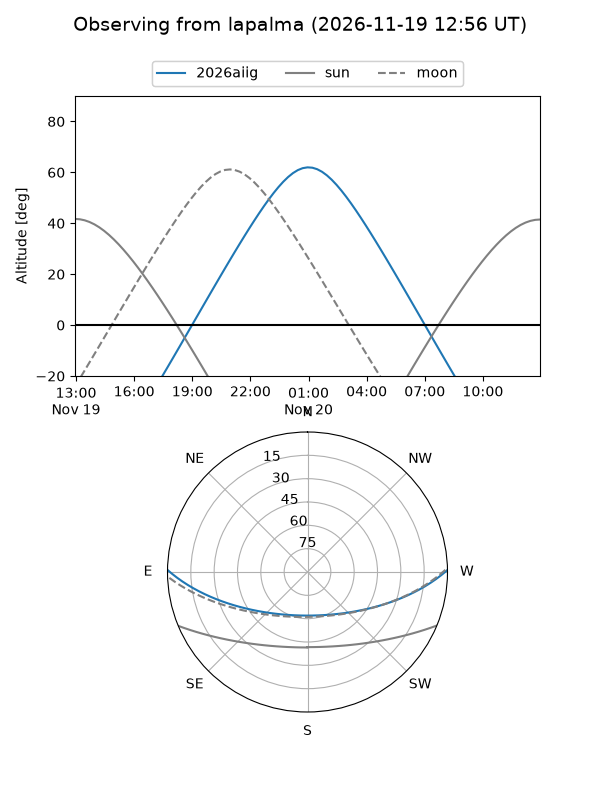 Observing from lapalma (2026-11-19 12:56 UT)
2026aiig sun moon
Altitude [deg]
80
60
40
20
0
−20
13:00 16:00 19:00 22:00 01:00 04:00 07:00 10:00
Nov 19 Nov 20
N
NE NW
15
30
45
60
75
E W
SE SW
S